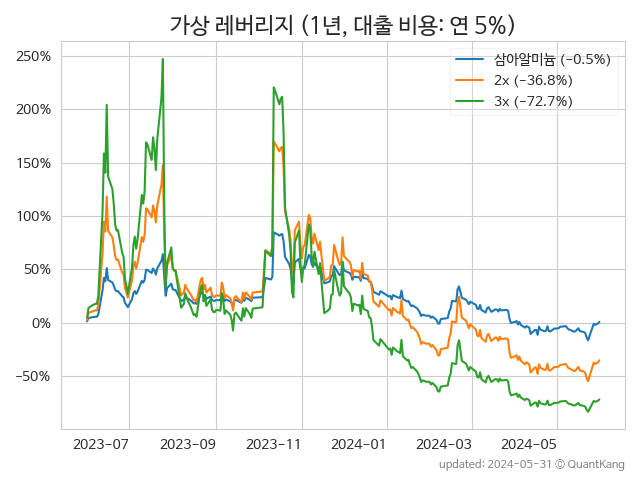 가상 레버리지 (1년, 대출 비용: 연 5%)
삼아알미늄 (-0.5%)
2x (-36.8%)
3x (-72.7%)
250%
200%
150%
100%
50%
0%
-50%
2023-07
2023-09
2023-11
2024-01
2024-03
2024-05
updated: 2024-05-31 © QuantKang